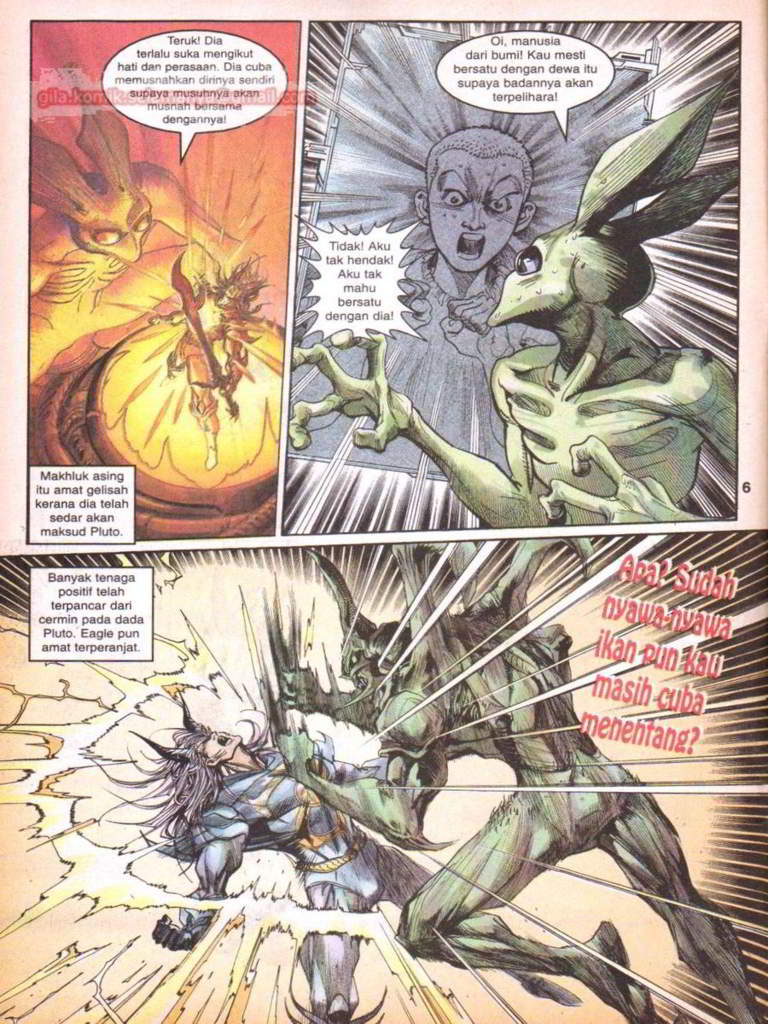 Teruk! Dia
terlalu suka mengikut
hati dan perasaan. Dia cuba
memusnahkan dirinya sendiri
supaya musuhnya akan
musnah bersama
dengannya!
Makhluk asing
itu amat gelisah
kerana dia telah
sedar akan
maksud Pluto.
Oi, manusia
dari bumi! Kau mesti
bersatu dengan dewa itu
supaya badannya akan
terpelihara!
Tidak! Aku
tak hendak!
Aku tak
mahu
bersatu
dengan dia!
6
Banyak tenaga
positif telah
terpancar dari
cermin pada dada
Pluto. Eagle pun
amat terperanjat.
Apa! Sudah
nyawa-nyawa
ikan pun kau
masih cuba
menentang?